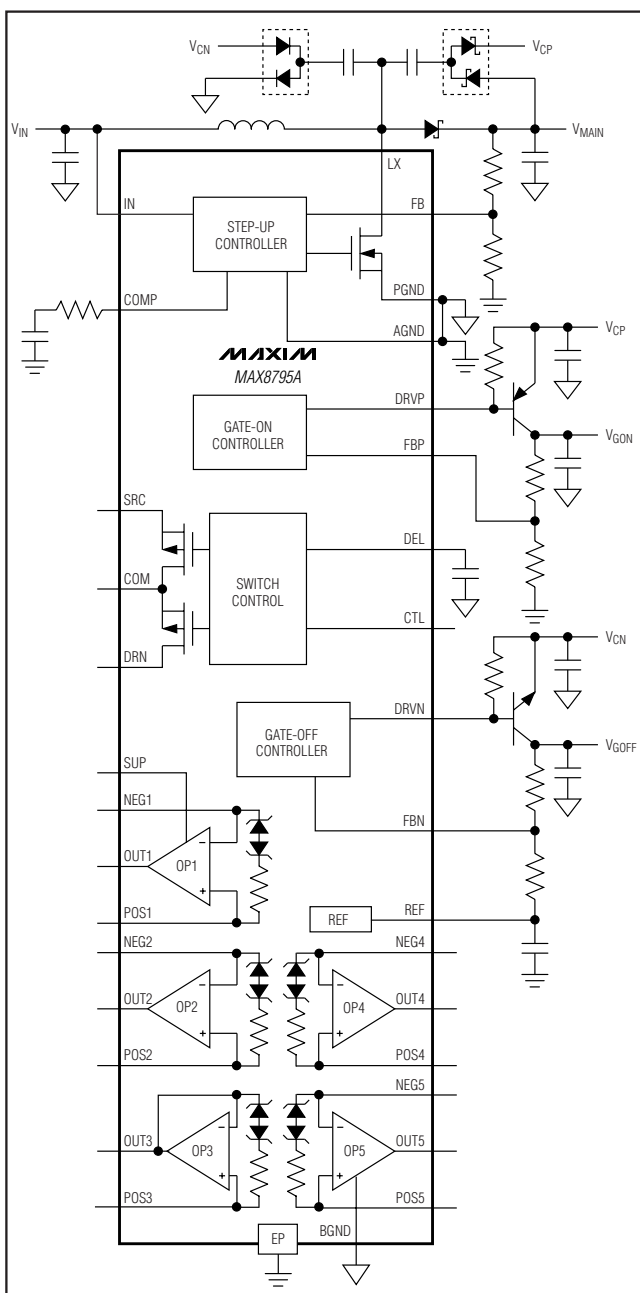 VCN
VCP
VIN
VMAIN
LX
IN
FB
STEP-UP
CONTROLLER
PGND
COMP
AGND
VCP
MAXIM
MAX8795A
DRVP
GATE-ON
CONTROLLER
VGON
FBP
SRC
DEL
SWITCH
CONTROL
COM
CTL
DRN
VCN
DRVN
GATE-OFF
CONTROLLER
VGOFF
SUP
NEG1
FBN
OP1
OUT1
REF
REF
POS1
NEG2
NEG4
OUT2
OP2
OP4
OUT4
POS2
POS4
NEG5
OUT3
OP3
OP5
OUT5
POS3
POS5
EP
BGND